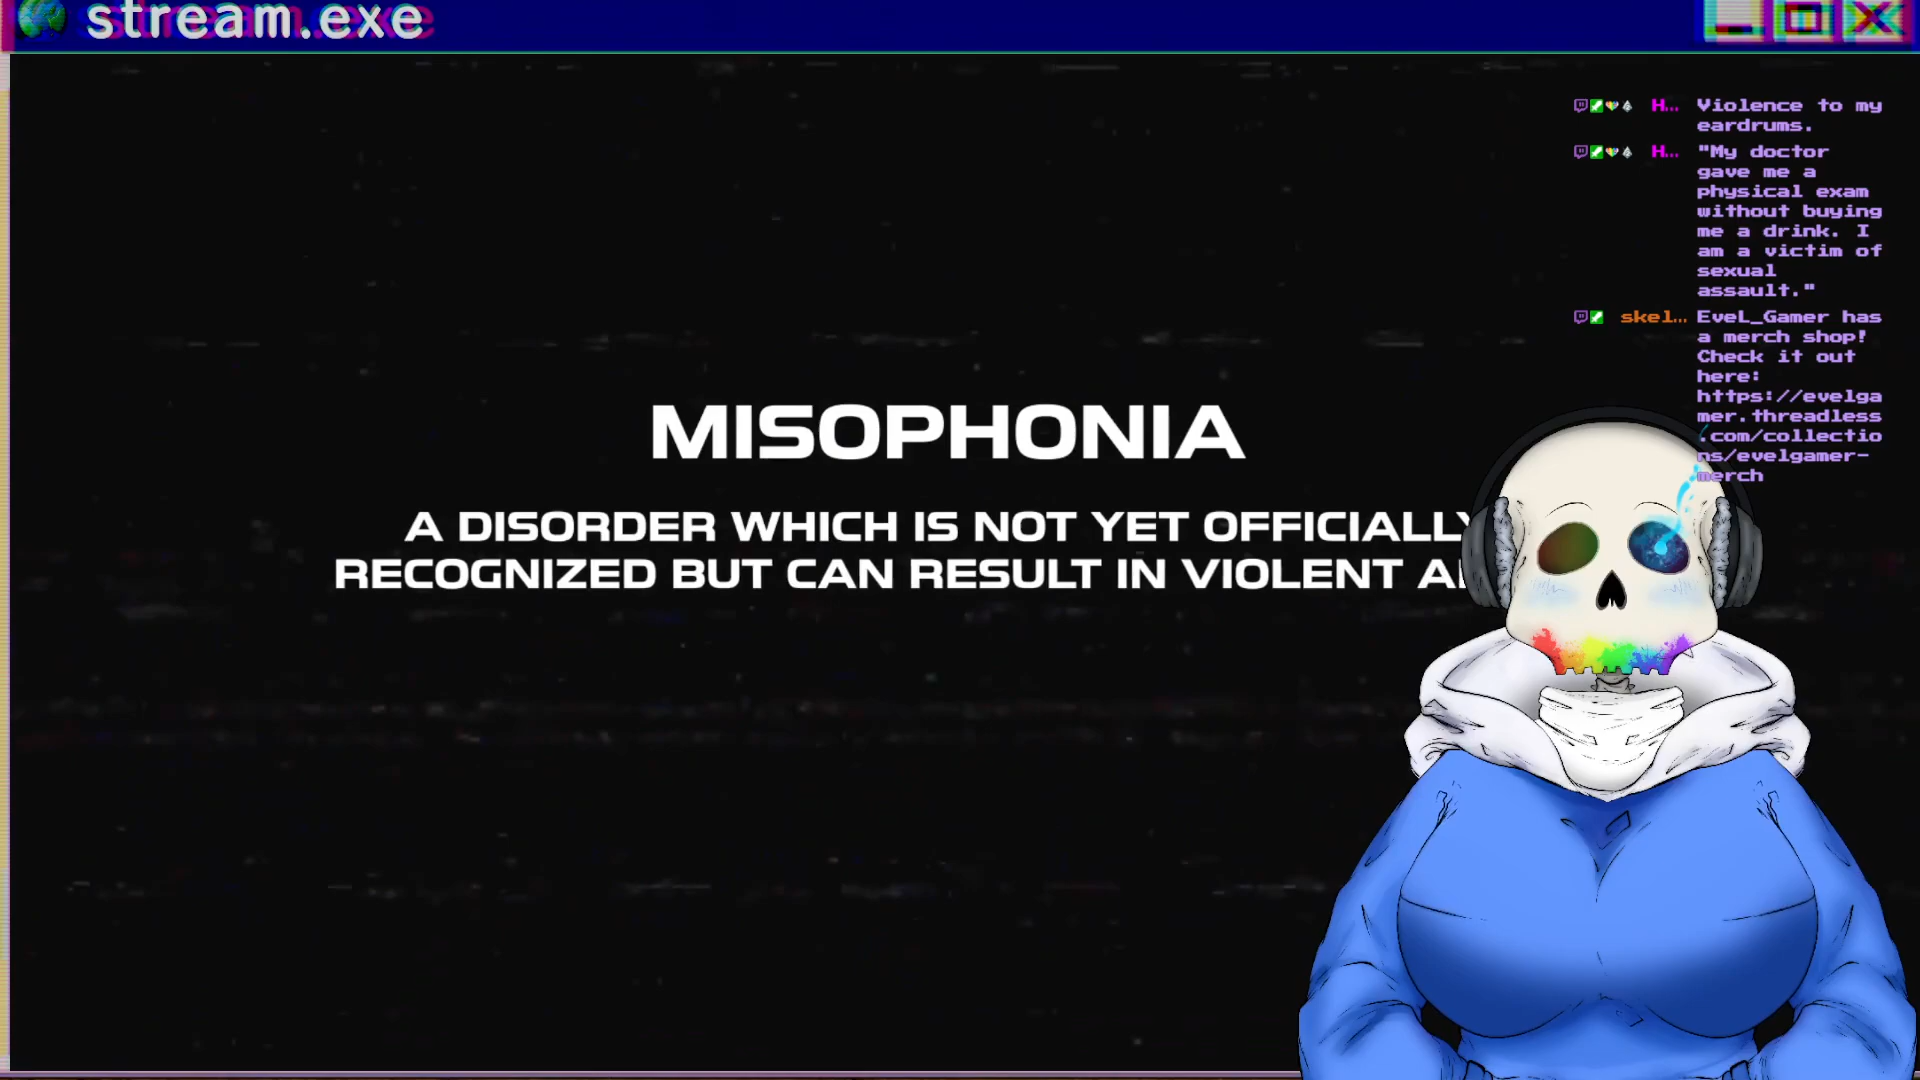 stream.exe
H... Violence to my
eardrums.
H... "My doctor
gave me a
physical exam
without buying
me a drink. I
am a victim of
sexual
assault."
skel... EveL_Gamer has
a merch shop!
Check it out
here:
https://evelga
mer.threadless
.com/collectio
ns/evelgamer-
merch
MISOPHONIA
A DISORDER WHICH IS NOT YET OFFICIALLY
RECOGNIZED BUT CAN RESULT IN VIOLENT